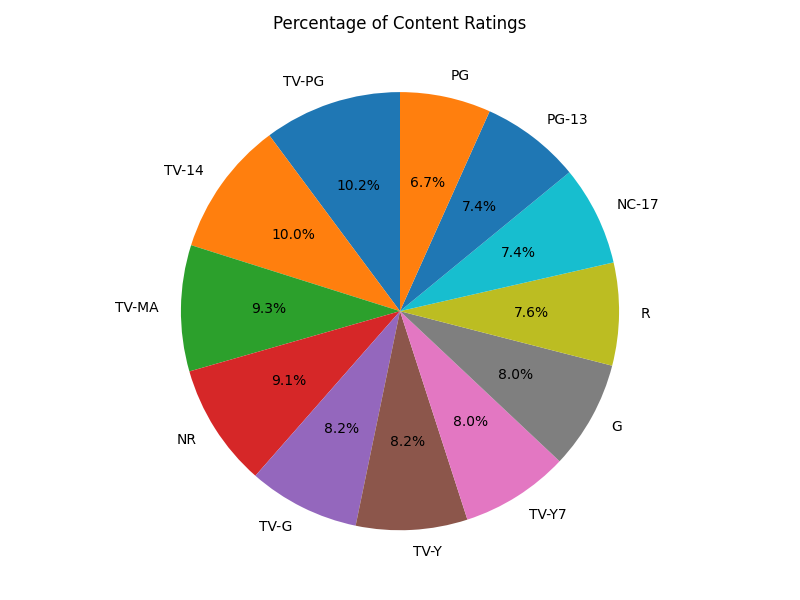 Percentage of Content Ratings
TV-PG
10.2%
TV-14
10.0%
TV-MA
9.3%
NR
9.1%
TV-G
8.2%
TV-Y
8.2%
TV-Y7
8.0%
G
8.0%
R
7.6%
NC-17
7.4%
PG-13
7.4%
PG
6.7%